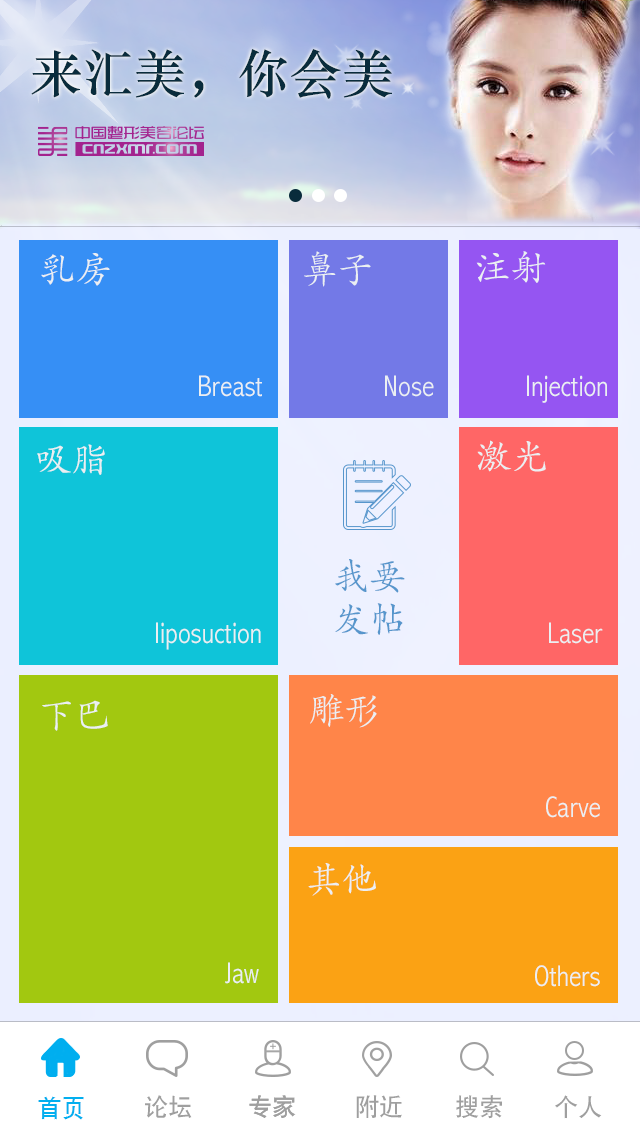 来汇美，你会美
中国整形美容论坛
cnzxmr.com
乳房
Breast
鼻子
Nose
注射
Injection
吸脂
liposuction
我要
发帖
激光
Laser
下巴
Jaw
雕形
Carve
其他
Others
首页 论坛 专家 附近 搜索 个人